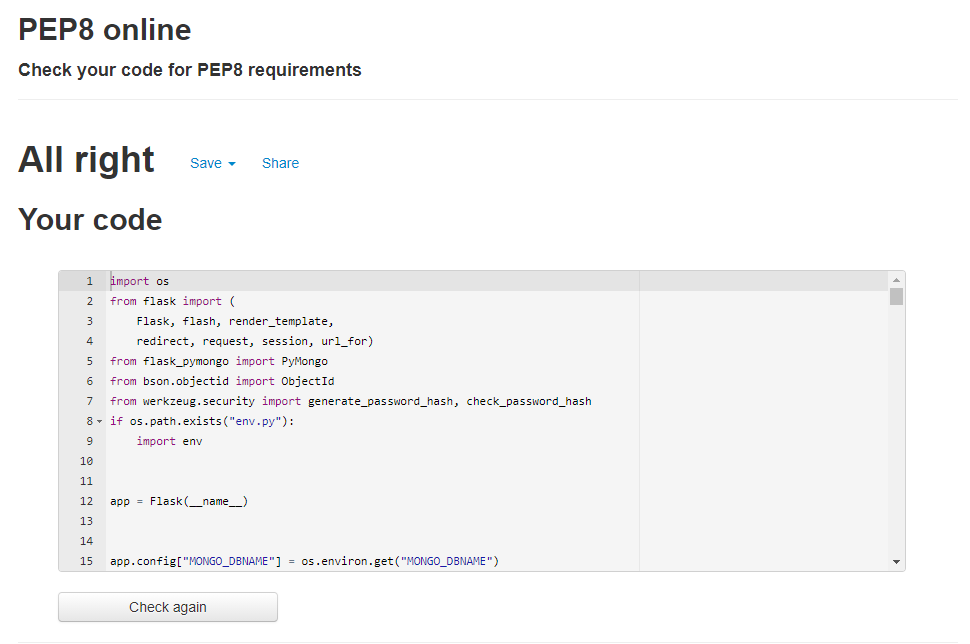 PEP8 online
Check your code for PEP8 requirements
All right Save Share
Your code
1 import os
2 from flask import (
3     Flask, flash, render_template,
4     redirect, request, session, url_for)
5 from flask_pymongo import PyMongo
6 from bson.objectid import ObjectId
7 from werkzeug.security import generate_password_hash, check_password_hash
8 if os.path.exists("env.py"):
9     import env
10
11
12 app = Flask(__name__)
13
14
15 app.config["MONGO_DBNAME"] = os.environ.get("MONGO_DBNAME")
Check again